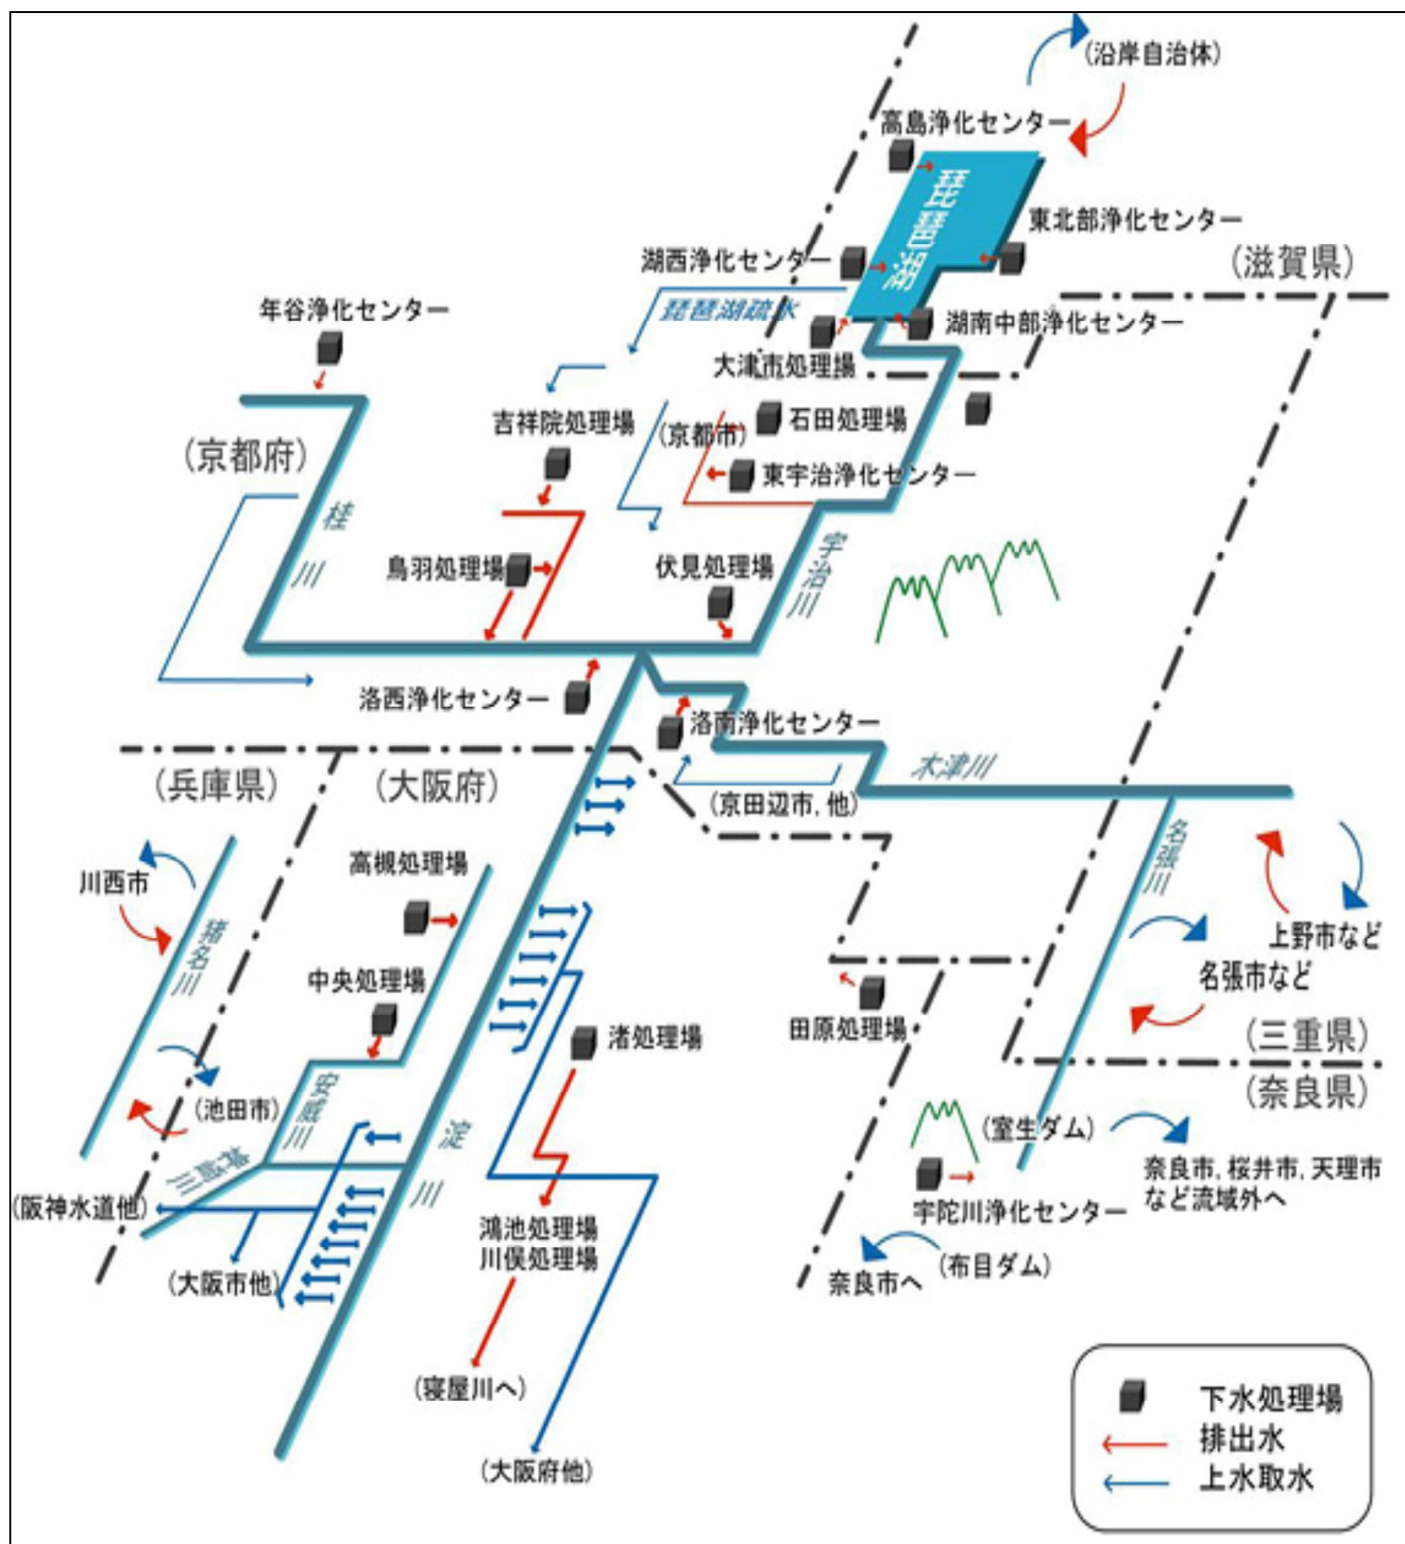 (沿岸自治体)
高島浄化センター
琵琶湖
東北部浄化センター
湖西浄化センター
(滋賀県)
琵琶湖疏水
年谷浄化センター
湖南中部浄化センター
大津市処理場
吉祥院処理場
(京都市)
石田処理場
(京都府)
東宇治浄化センター
桂川
宇治川
鳥羽処理場
伏見処理場
洛西浄化センター
洛南浄化センター
木津川
(兵庫県)
(大阪府)
(京田辺市,他)
名張川
高槻処理場
川西市
猪名川
上野市など
名張市など
中央処理場
渚処理場
田原処理場
(三重県)
(奈良県)
(池田市)
安威川
淀川
(室生ダム)
神崎川
奈良市,桜井市,天理市
など流域外へ
(阪神水道他)
宇陀川浄化センター
鴻池処理場
川俣処理場
(大阪市他)
(布目ダム)
奈良市へ
(寝屋川へ)
(大阪府他)
下水処理場
排出水
上水取水